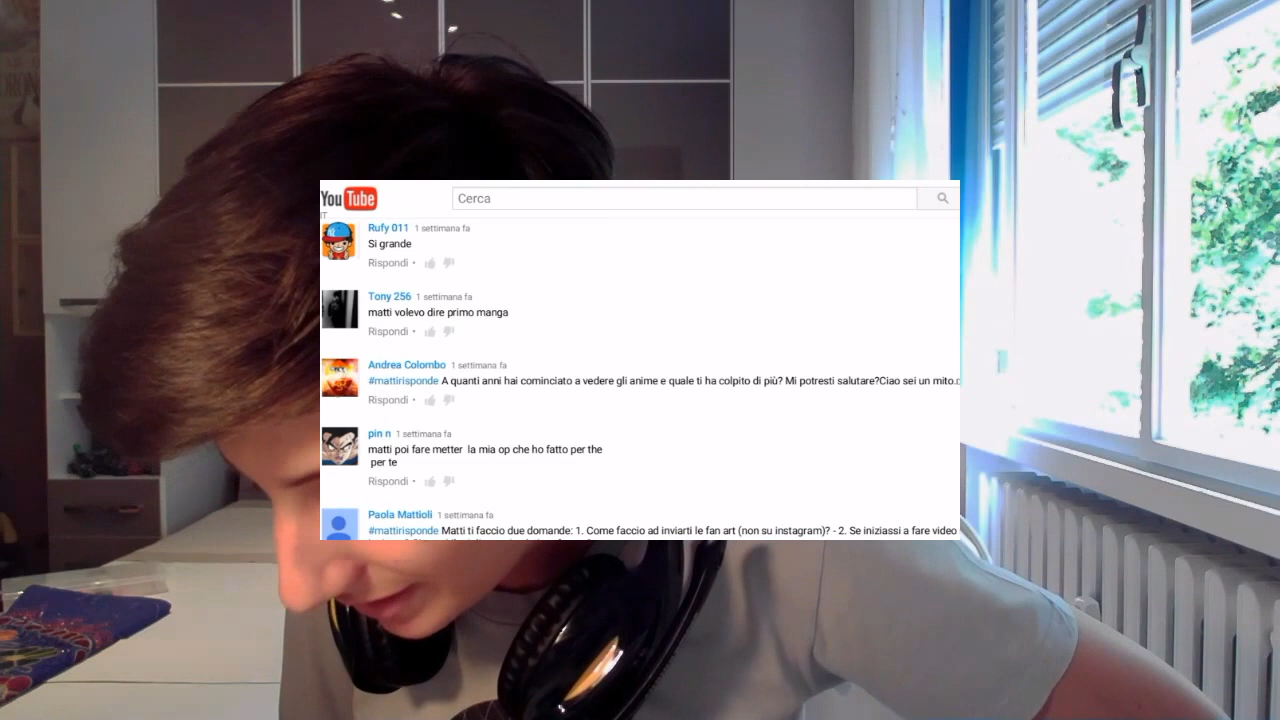 YouTube
IT
Cerca
Rufy 011 1 settimana fa
Si grande
Rispondi •
Tony 256 1 settimana fa
matti volevo dire primo manga
Rispondi •
Andrea Colombo 1 settimana fa
#mattirisponde A quanti anni hai cominciato a vedere gli anime e quale ti ha colpito di più? Mi potresti salutare?Ciao sei un mito.
Rispondi •
pin n 1 settimana fa
matti poi fare metter la mia op che ho fatto per the
per te
Rispondi •
Paola Mattioli 1 settimana fa
#mattirisponde Matti ti faccio due domande: 1. Come faccio ad inviarti le fan art (non su instagram)? - 2. Se iniziassi a fare video